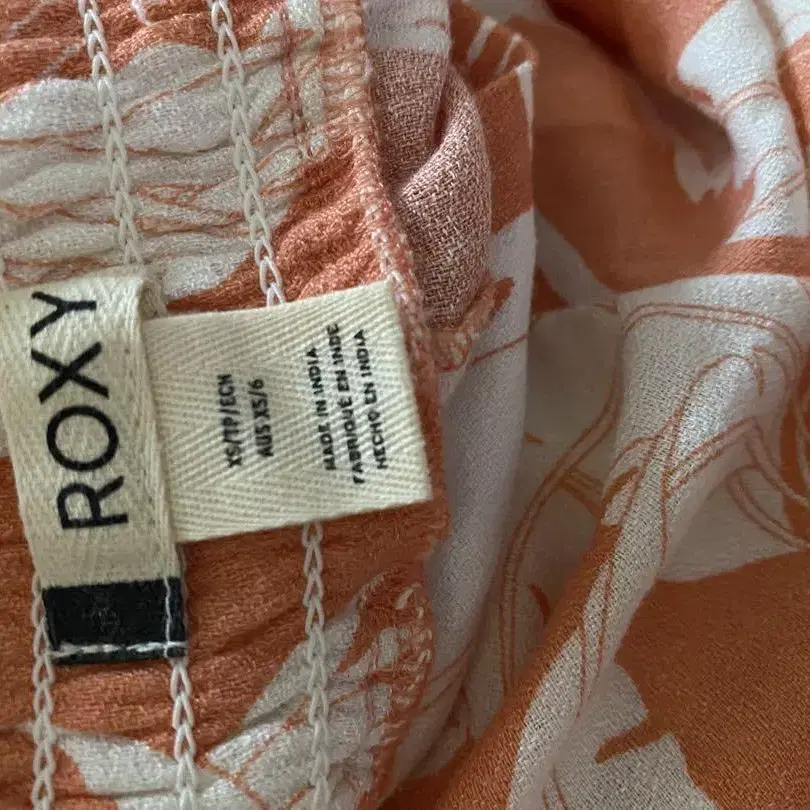 ROXY
XS/TP/ECH
AUS XS/6
MADE IN INDIA
FABRIQUÉ EN INDE
HECHO EN INDIA